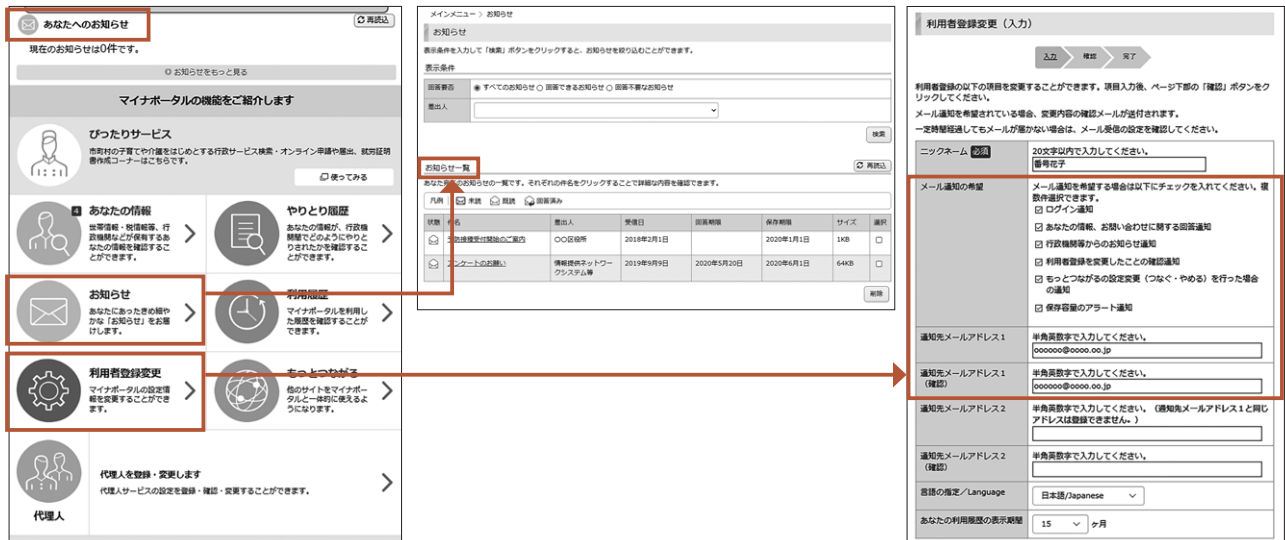 あなたへのお知らせ
再読込
現在のお知らせは0件です。
お知らせをもっと見る
マイナポータルの機能をご紹介します
ぴったりサービス
市町村の子育てや介護をはじめとする行政サービス検索・オンライン申請や届出、就労証明
書作成コーナーはこちらです。
使ってみる
4
あなたの情報
世帯情報・税情報等、行
政機関などが保有するあ
なたの情報を確認するこ
とができます。
やりとり履歴
あなたの情報が、行政機
関間でどのようにやりと
りされたかを確認するこ
とができます。
お知らせ
あなたにあったきめ細や
かな「お知らせ」をお届
けします。
利用履歴
マイナポータルを利用し
た履歴を確認することが
できます。
利用者登録変更
マイナポータルの設定情
報を変更することができ
ます。
もっとつながる
他のサイトをマイナポー
タルと一体的に使えるよ
うになります。
代理人
代理人を登録・変更します
代理人サービスの設定を登録・確認・変更することができます。
メインメニュー > お知らせ
お知らせ
表示条件を入力して「検索」ボタンをクリックすると、お知らせを絞り込むことができます。
表示条件
回答要否 すべてのお知らせ 回答できるお知らせ 回答不要なお知らせ
差出人
検索
お知らせ一覧
再読込
あなた宛のお知らせの一覧です。それぞれの件名をクリックすることで詳細な内容を確認できます。
凡例 未読 既読 回答済み
状態 件名 差出人 受信日 回答期限 保存期限 サイズ 選択
予防接種受付開始のご案内 〇〇区役所 2018年2月1日 2020年1月1日 1KB
アンケートのお願い 情報提供ネットワー
クシステム等 2019年9月9日 2020年5月20日 2020年6月1日 64KB
削除
利用者登録変更（入力）
入力 確認 完了
利用者登録の以下の項目を変更することができます。項目入力後、ページ下部の「確認」ボタンをク
リックしてください。
メール通知を希望されている場合、変更内容の確認メールが送付されます。
一定時間経過してもメールが届かない場合は、メール受信の設定を確認してください。
ニックネーム 必須
20文字以内で入力してください。
番号花子
メール通知の希望
メール通知を希望する場合は以下にチェックを入れてください。複
数件選択できます。
ログイン通知
あなたの情報、お問い合わせに関する回答通知
行政機関等からのお知らせ通知
利用者登録を変更したことの確認通知
もっとつながるの設定変更（つなぐ・やめる）を行った場合
の通知
保存容量のアラート通知
通知先メールアドレス1
半角英数字で入力してください。
oooooo@oooo.oo.jp
通知先メールアドレス1
（確認）
半角英数字で入力してください。
oooooo@oooo.oo.jp
通知先メールアドレス2
半角英数字で入力してください。（通知先メールアドレス1と同じ
アドレスは登録できません。）
通知先メールアドレス2
（確認）
半角英数字で入力してください。
言語の指定／Language
日本語/Japanese
あなたの利用履歴の表示期間
15 ヶ月